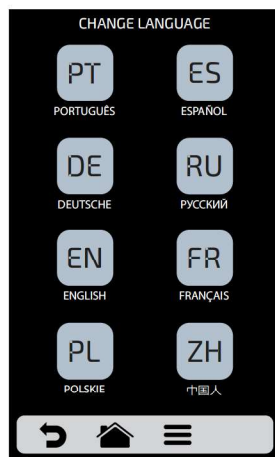 CHANGE LANGUAGE
PT ES
PORTUGUÊS ESPAÑOL
DE RU
DEUTSCHE РУССКИЙ
EN FR
ENGLISH FRANÇAIS
PL ZH
POLSKIE 中国人